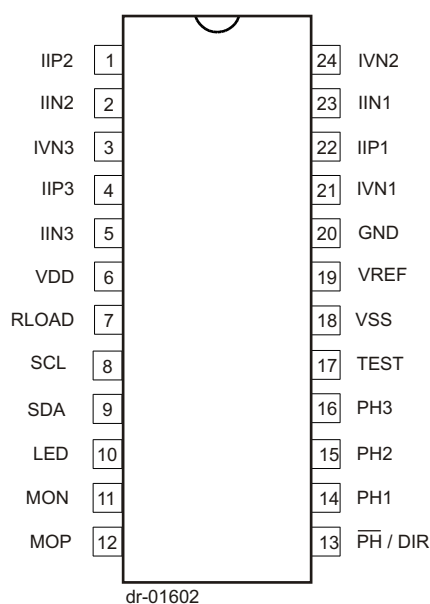 IIP2 1 24 IVN2
IIN2 2 23 IIN1
IVN3 3 22 IIP1
IIP3 4 21 IVN1
IIN3 5 20 GND
VDD 6 19 VREF
RLOAD 7 18 VSS
SCL 8 17 TEST
SDA 9 16 PH3
LED 10 15 PH2
MON 11 14 PH1
MOP 12 13 P̅H̅ / DIR
dr-01602